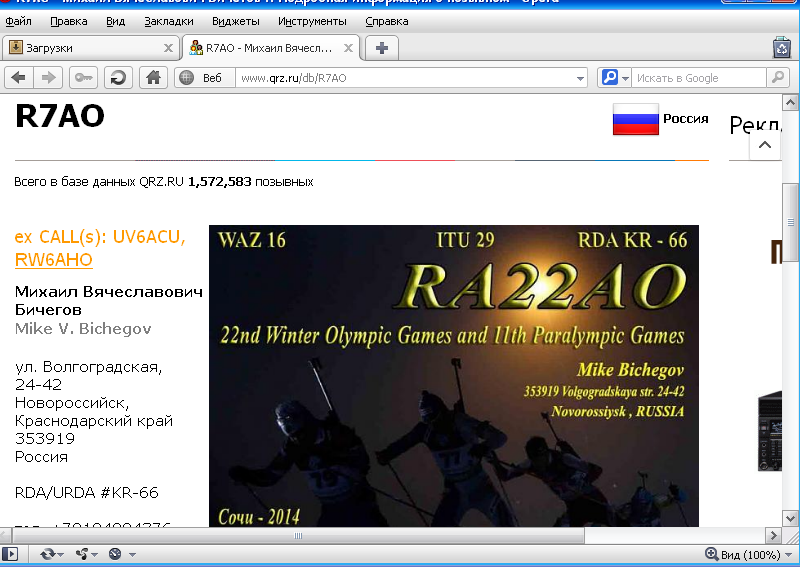 Файл Правка Вид Закладки Виджеты Инструменты Справка
Загрузки
R7AO - Михаил Вячесл...
Веб
www.qrz.ru/db/R7AO
Искать в Google
R7AO
Россия
Всего в базе данных QRZ.RU 1,572,583 позывных
ex CALL(s): UV6ACU,
RW6AHO
Михаил Вячеславович
Бичегов
Mike V. Bichegov
ул. Волгоградская,
24-42
Новороссийск,
Краснодарский край
353919
Россия
RDA/URDA #KR-66
WAZ 16 ITU 29 RDA KR - 66
RA22AO
22nd Winter Olympic Games and 11th Paralympic Games
Mike Bichegov
353919 Volgogradskaya str. 24-42
Novorossiysk , RUSSIA
Сочи - 2014
Вид (100%)